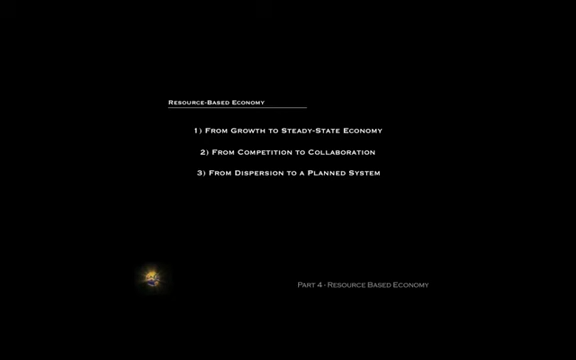 Resource-Based Economy
1) From Growth to Steady-State Economy
2) From Competition to Collaboration
3) From Dispersion to a Planned System
Part 4 - Resource Based Economy